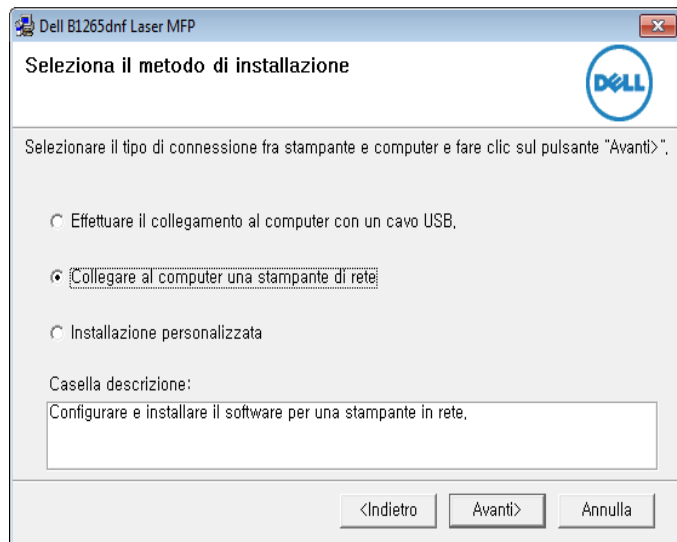 Dell B1265dnf Laser MFP
Seleziona il metodo di installazione
DELL
Selezionare il tipo di connessione fra stampante e computer e fare clic sul pulsante "Avanti>",
Effettuare il collegamento al computer con un cavo USB,
Collegare al computer una stampante di rete
Installazione personalizzata
Casella descrizione:
Configurare e installare il software per una stampante in rete,
<Indietro Avanti> Annulla